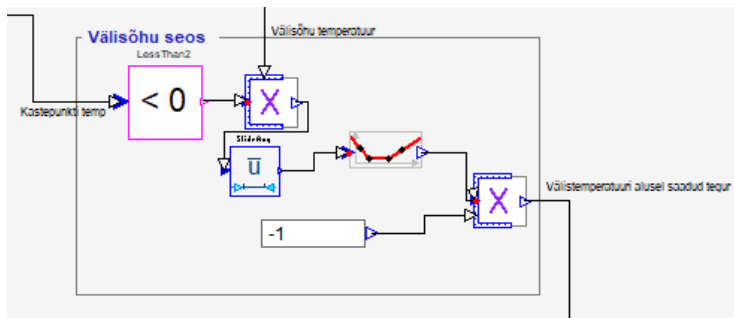 Välisõhu temperatuur
Välisõhu seos
LessThan2
< 0
X
Kastepunkti temp
SlideAvg
u
X
Välistemperatuuri alusel saadud tegur
-1